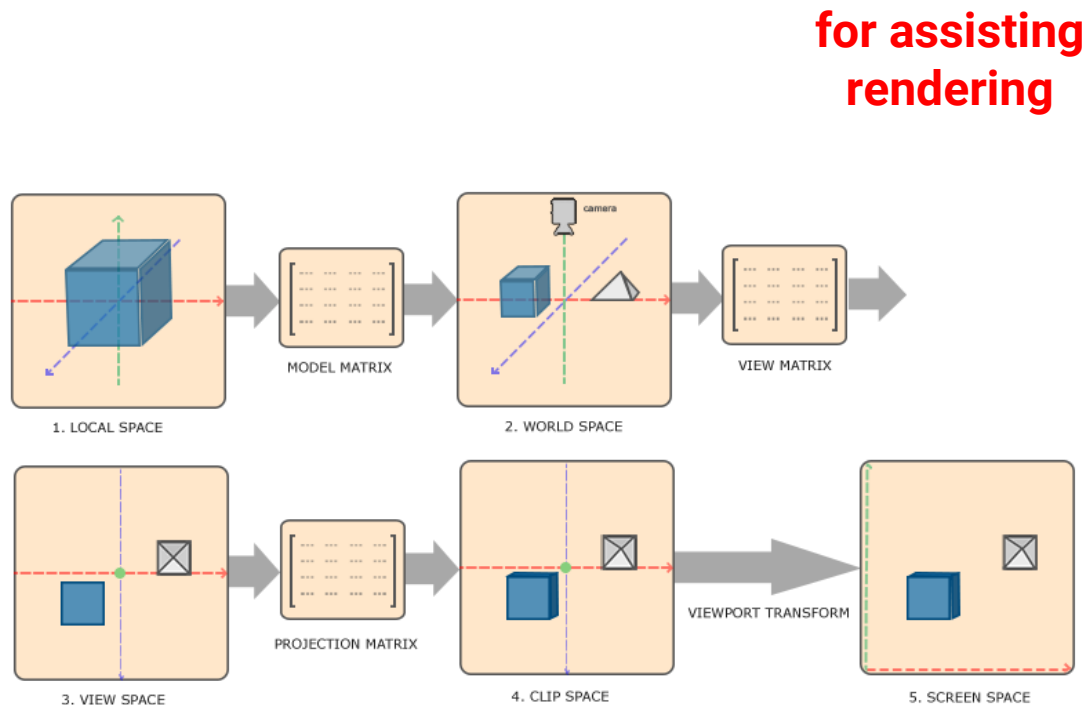 for assisting
rendering
camera
MODEL MATRIX
VIEW MATRIX
1. LOCAL SPACE
2. WORLD SPACE
PROJECTION MATRIX
VIEWPORT TRANSFORM
3. VIEW SPACE
4. CLIP SPACE
5. SCREEN SPACE